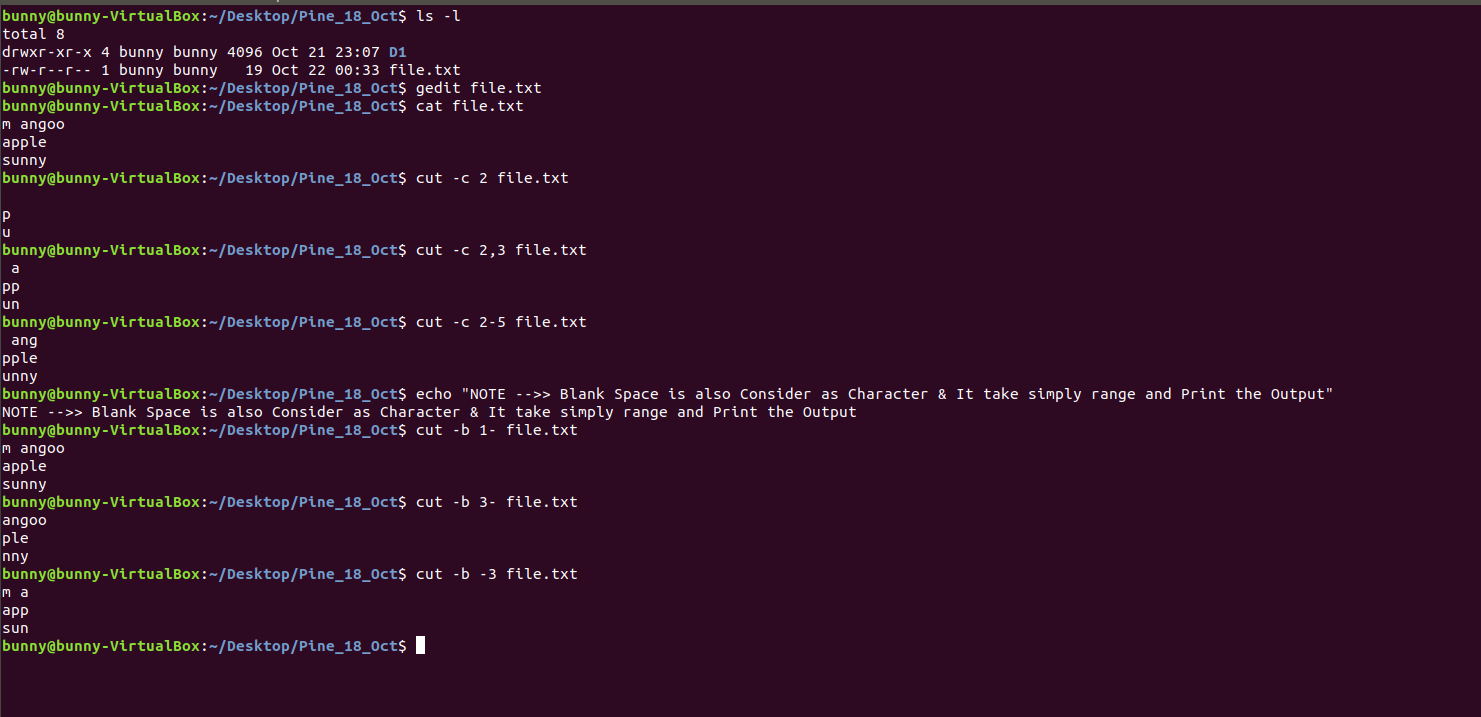 bunny@bunny-VirtualBox:~/Desktop/Pine_18_Oct$ ls -l
total 8
drwxr-xr-x 4 bunny bunny 4096 Oct 21 23:07 D1
-rw-r--r-- 1 bunny bunny   19 Oct 22 00:33 file.txt
bunny@bunny-VirtualBox:~/Desktop/Pine_18_Oct$ gedit file.txt
bunny@bunny-VirtualBox:~/Desktop/Pine_18_Oct$ cat file.txt
m angoo
apple
sunny
bunny@bunny-VirtualBox:~/Desktop/Pine_18_Oct$ cut -c 2 file.txt

p
u
bunny@bunny-VirtualBox:~/Desktop/Pine_18_Oct$ cut -c 2,3 file.txt
 a
pp
un
bunny@bunny-VirtualBox:~/Desktop/Pine_18_Oct$ cut -c 2-5 file.txt
 ang
pple
unny
bunny@bunny-VirtualBox:~/Desktop/Pine_18_Oct$ echo "NOTE -->> Blank Space is also Consider as Character & It take simply range and Print the Output"
NOTE -->> Blank Space is also Consider as Character & It take simply range and Print the Output
bunny@bunny-VirtualBox:~/Desktop/Pine_18_Oct$ cut -b 1- file.txt
m angoo
apple
sunny
bunny@bunny-VirtualBox:~/Desktop/Pine_18_Oct$ cut -b 3- file.txt
angoo
ple
nny
bunny@bunny-VirtualBox:~/Desktop/Pine_18_Oct$ cut -b -3 file.txt
m a
app
sun
bunny@bunny-VirtualBox:~/Desktop/Pine_18_Oct$